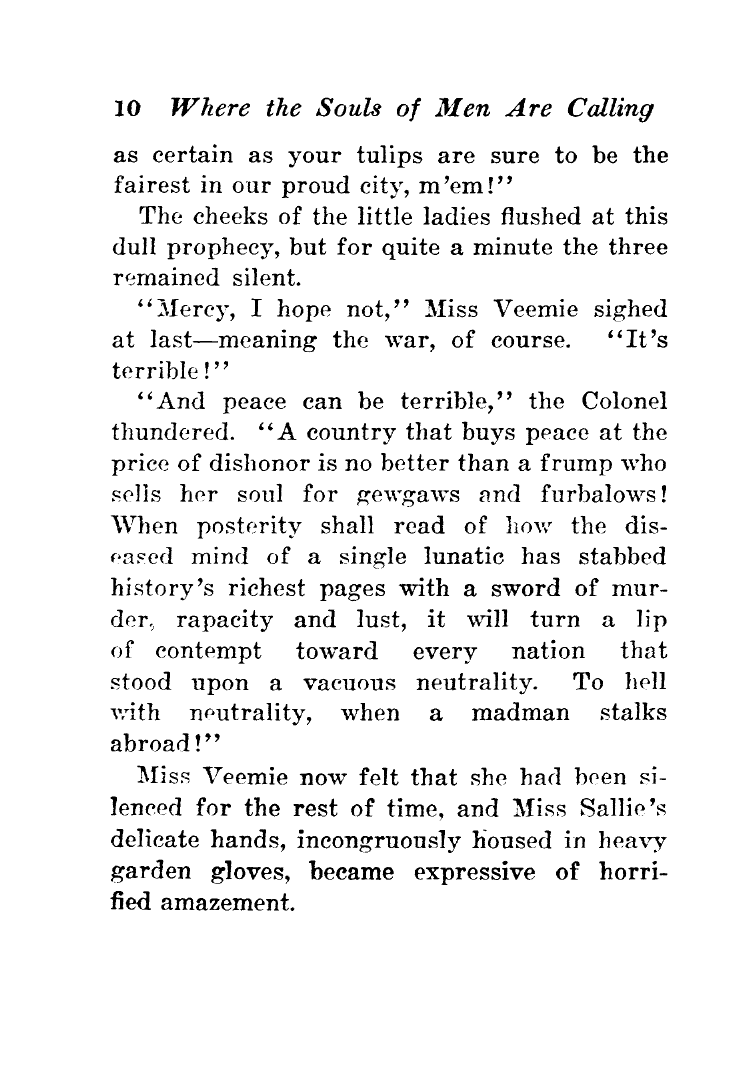 10 Where the Souls of Men Are Calling
as certain as your tulips are sure to be the
fairest in our proud city, m'em!''
The cheeks of the little ladies flushed at this
dull prophecy, but for quite a minute the three
remained silent.
``Mercy, I hope not,'' Miss Veemie sighed
at last—meaning the war, of course. ``It's
terrible!''
``And peace can be terrible,'' the Colonel
thundered. ``A country that buys peace at the
price of dishonor is no better than a frump who
sells her soul for gewgaws and furbalows!
When posterity shall read of how the dis-
eased mind of a single lunatic has stabbed
history's richest pages with a sword of mur-
der, rapacity and lust, it will turn a lip
of contempt toward every nation that
stood upon a vacuous neutrality. To hell
with neutrality, when a madman stalks
abroad!''
Miss Veemie now felt that she had been si-
lenced for the rest of time, and Miss Sallie's
delicate hands, incongruously housed in heavy
garden gloves, became expressive of horri-
fied amazement.